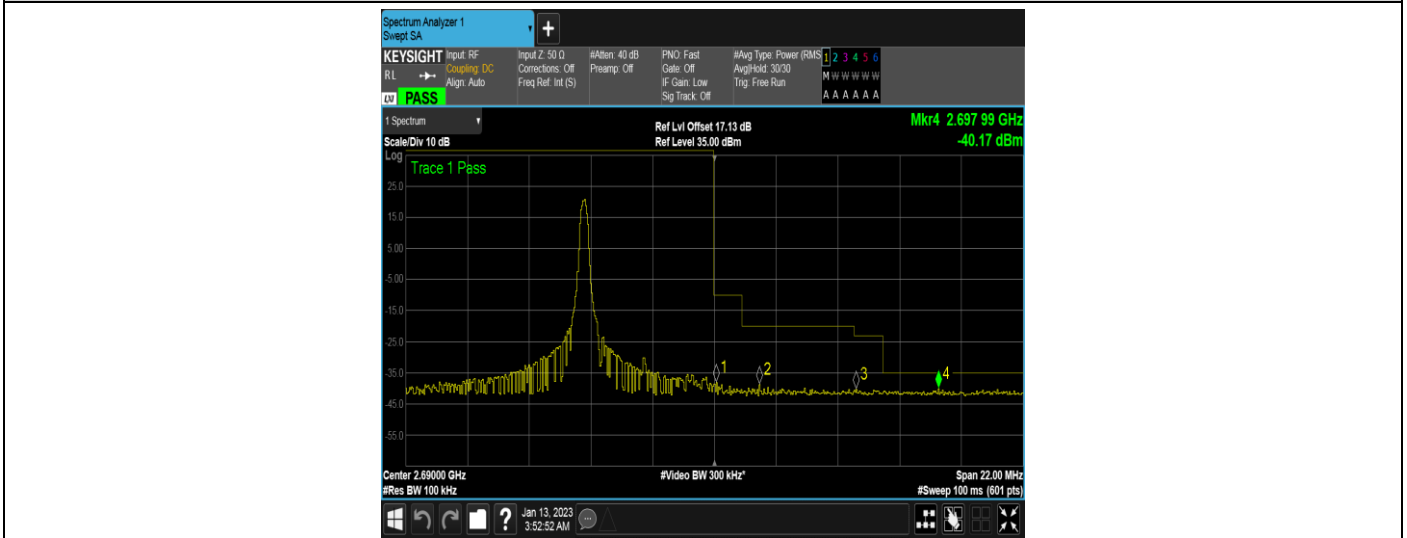 Spectrum Analyzer 1
Swept SA
+
KEYSIGHT
RL
LXI PASS
Input: RF
Coupling: DC
Align: Auto
Input Z: 50 Ω
Corrections: Off
Freq Ref: Int (S)
#Atten: 40 dB
Preamp: Off
PNO: Fast
Gate: Off
IF Gain: Low
Sig Track: Off
#Avg Type: Power (RMS
Avg|Hold: 30/30
Trig: Free Run
1 2 3 4 5 6
M W W W W W
A A A A A A
1 Spectrum
Scale/Div 10 dB
Ref Lvl Offset 17.13 dB
Ref Level 35.00 dBm
Mkr4 2.697 99 GHz
-40.17 dBm
Log
Trace 1 Pass
25.0
15.0
5.00
-5.00
-15.0
-25.0
-35.0
-45.0
-55.0
1
2
3
4
Center 2.69000 GHz
#Res BW 100 kHz
#Video BW 300 kHz*
Span 22.00 MHz
#Sweep 100 ms (601 pts)
?
Jan 13, 2023
3:52:52 AM